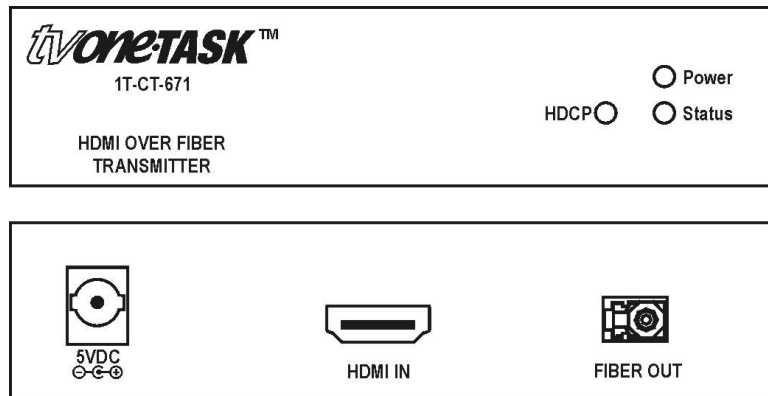 tvONE·TASK™
1T-CT-671
HDMI OVER FIBER
TRANSMITTER
Power
HDCP
Status
5VDC
HDMI IN
FIBER OUT